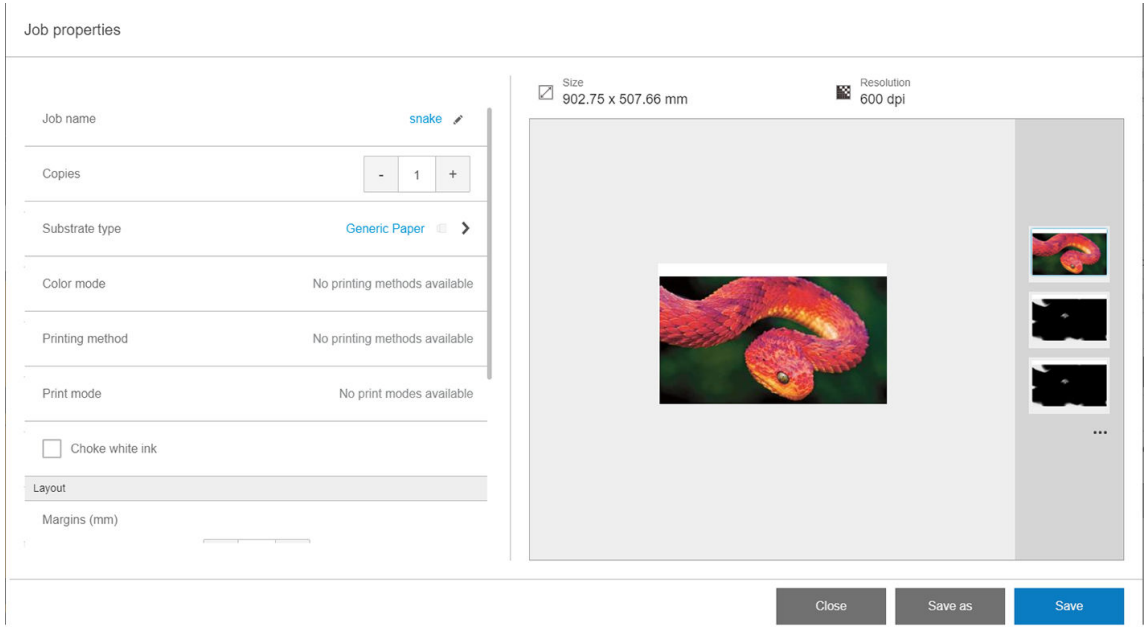 Job properties
Job name
snake
Copies
- 1 +
Substrate type
Generic Paper
Color mode
No printing methods available
Printing method
No printing methods available
Print mode
No print modes available
Choke white ink
Layout
Margins (mm)
Size
902.75 x 507.66 mm
Resolution
600 dpi
...
Close
Save as
Save